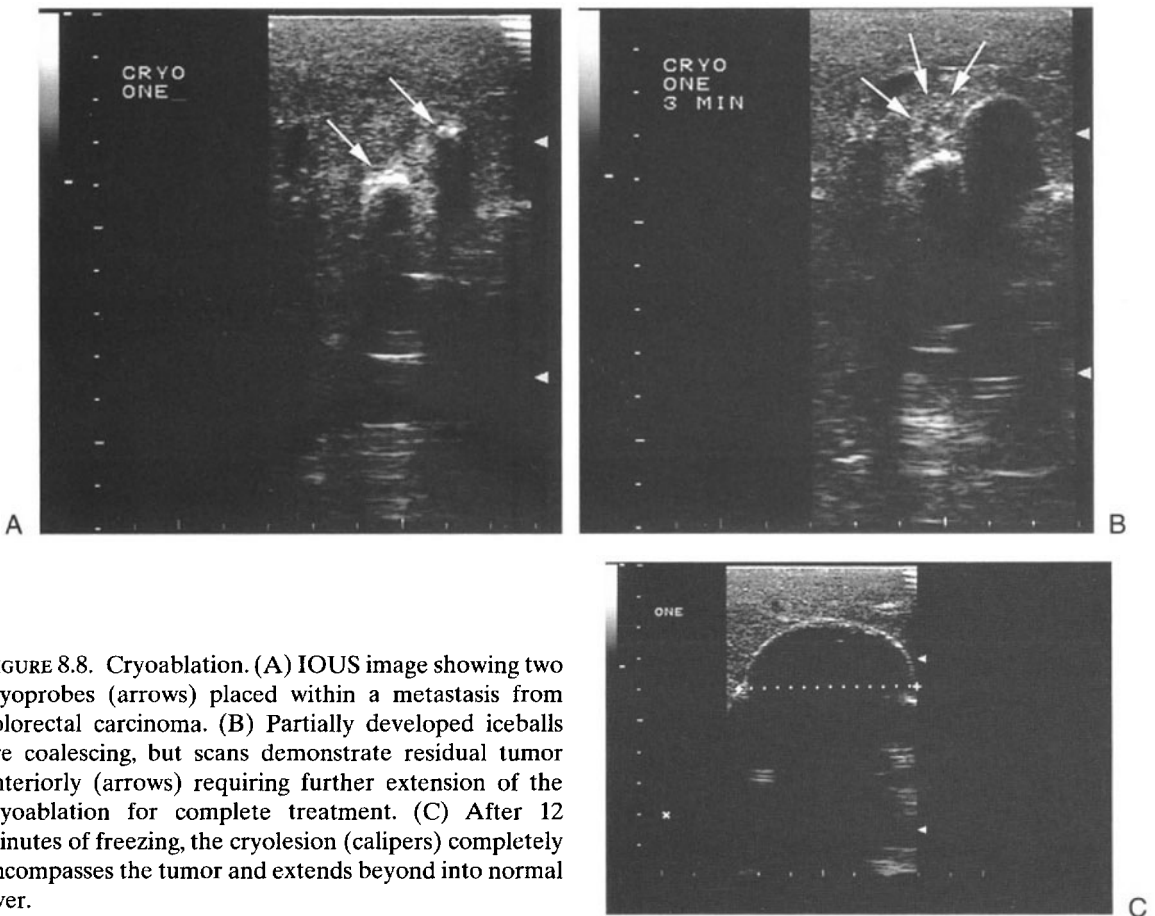 CRYO
ONE_
A
CRYO
ONE
3 MIN
B
ONE
C
GURE 8.8. Cryoablation. (A) IOUS image showing two
yoprobes (arrows) placed within a metastasis from
olorectal carcinoma. (B) Partially developed iceballs
re coalescing, but scans demonstrate residual tumor
nteriorly (arrows) requiring further extension of the
yoablation for complete treatment. (C) After 12
inutes of freezing, the cryolesion (calipers) completely
ncompasses the tumor and extends beyond into normal
ver.